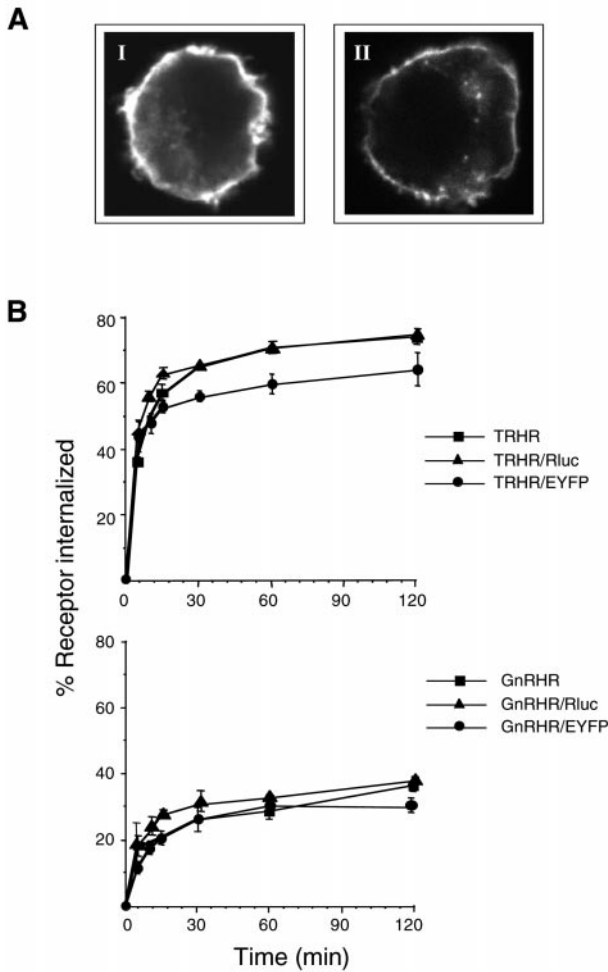 A
I
II
B
% Receptor internalized
80
60
40
20
0
30
60
90
120
TRHR
TRHR/Rluc
TRHR/EYFP
80
60
40
20
0
30
60
90
120
GnRHR
GnRHR/Rluc
GnRHR/EYFP
Time (min)